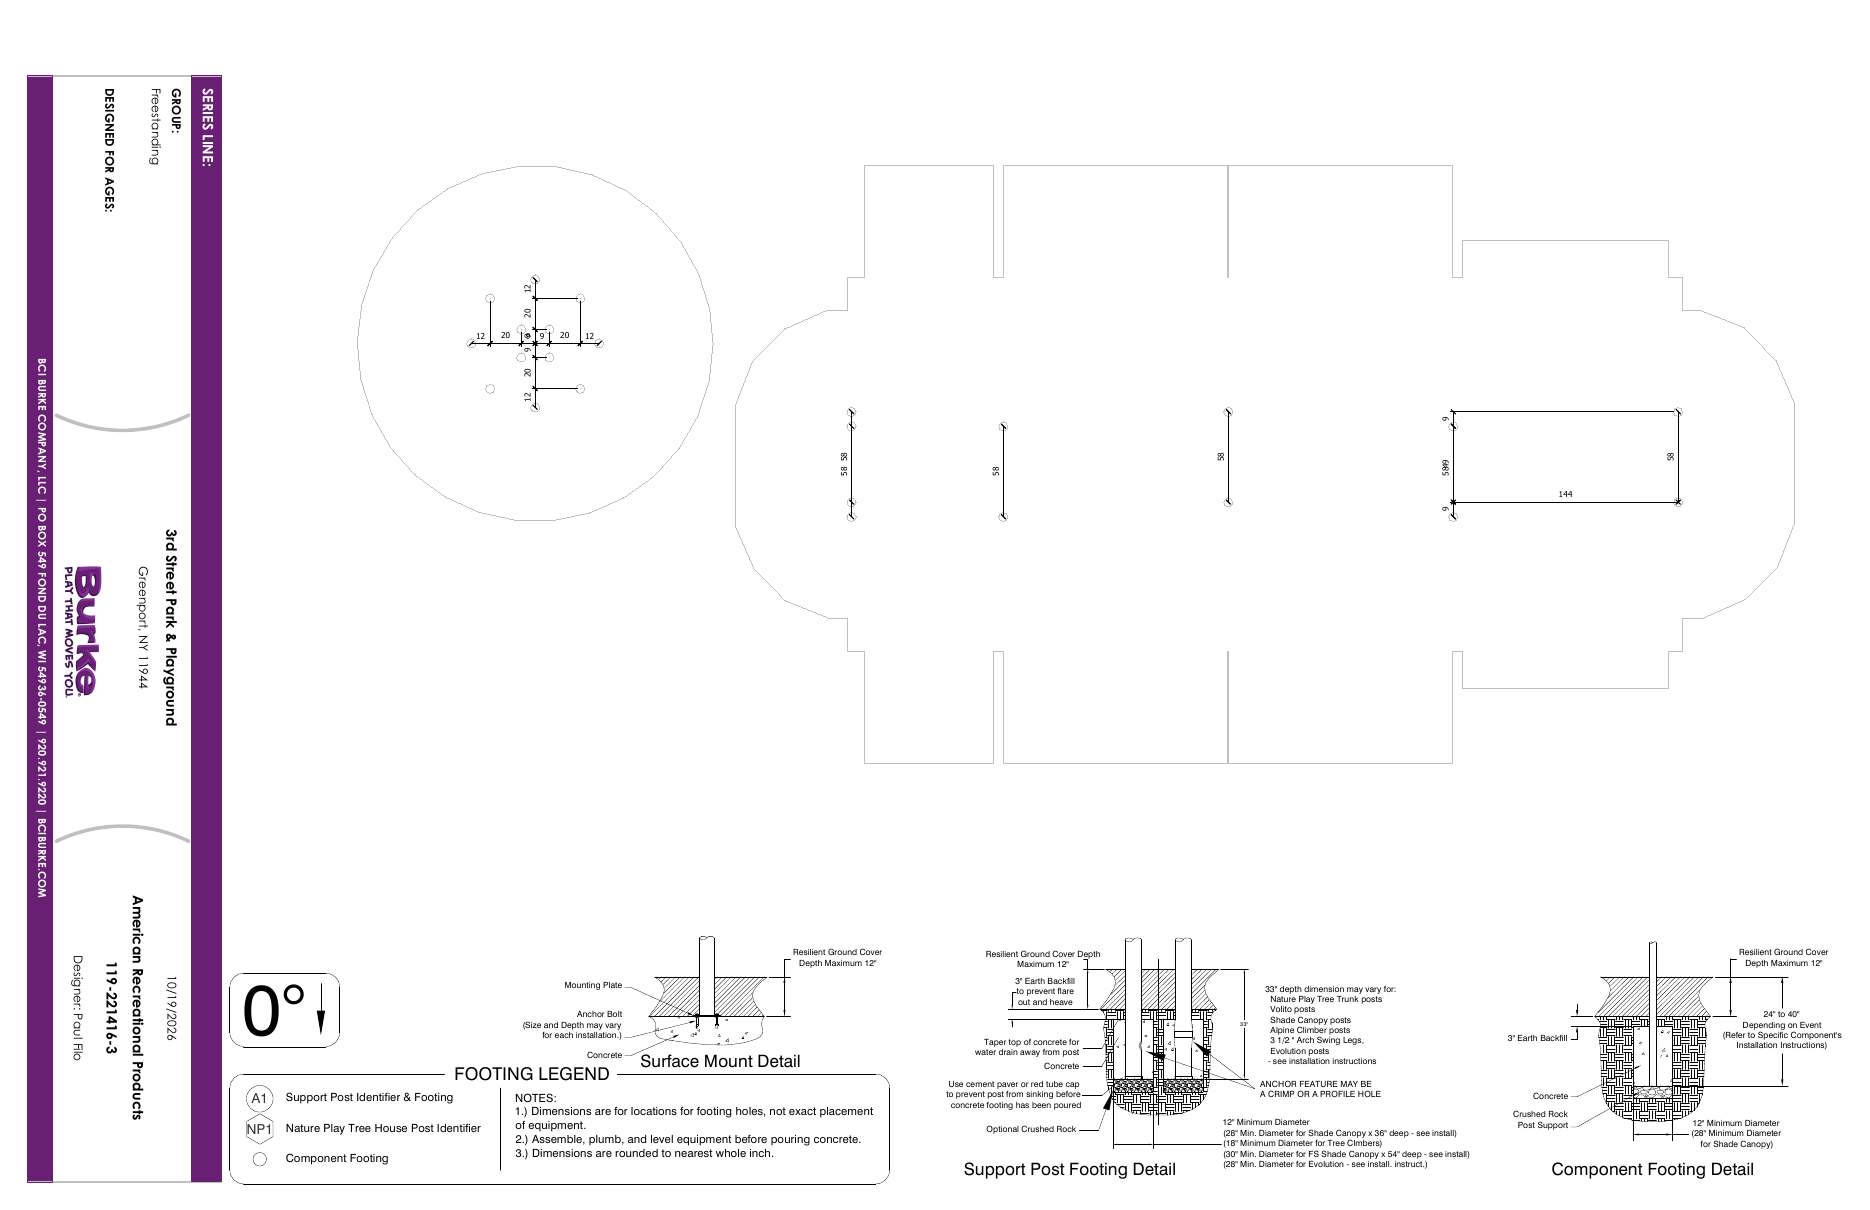 SERIES LINE:
GROUP:
Freestanding
DESIGNED FOR AGES:
3rd Street Park & Playground
Greenport, NY 11944
Burke
PLAY THAT MOVES YOU.
10/19/2026
American Recreational Products
119-221416-3
Designer: Paul Filo
BCI BURKE COMPANY, LLC | PO BOX 549 FOND DU LAC, WI 54936-0549 | 920.921.9220 | BCIBURKE.COM
12
20
12
20
9
20
12
9
20
12
58
58
58
58
9
58
9
144
58
0°
Resilient Ground Cover
Depth Maximum 12"
Mounting Plate
Anchor Bolt
(Size and Depth may vary
for each installation.)
Concrete
Surface Mount Detail
FOOTING LEGEND
A1
Support Post Identifier & Footing
NP1
Nature Play Tree House Post Identifier
Component Footing
NOTES:
1.) Dimensions are for locations for footing holes, not exact placement
of equipment.
2.) Assemble, plumb, and level equipment before pouring concrete.
3.) Dimensions are rounded to nearest whole inch.
Resilient Ground Cover Depth
Maximum 12"
3" Earth Backfill
to prevent flare
out and heave
Taper top of concrete for
water drain away from post
Concrete
Use cement paver or red tube cap
to prevent post from sinking before
concrete footing has been poured
Optional Crushed Rock
33"
33" depth dimension may vary for:
Nature Play Tree Trunk posts
Volito posts
Shade Canopy posts
Alpine Climber posts
3 1/2 " Arch Swing Legs.
Evolution posts
- see installation instructions
ANCHOR FEATURE MAY BE
A CRIMP OR A PROFILE HOLE
12" Minimum Diameter
(28" Min. Diameter for Shade Canopy x 36" deep - see install)
(18" Minimum Diameter for Tree ClImbers)
(30" Min. Diameter for FS Shade Canopy x 54" deep - see install)
(28" Min. Diameter for Evolution - see install. instruct.)
Support Post Footing Detail
Resilient Ground Cover
Depth Maximum 12"
24" to 40"
Depending on Event
(Refer to Specific Component's
Installation Instructions)
3" Earth Backfill
Concrete
Crushed Rock
Post Support
12" Minimum Diameter
(28" Minimum Diameter
for Shade Canopy)
Component Footing Detail